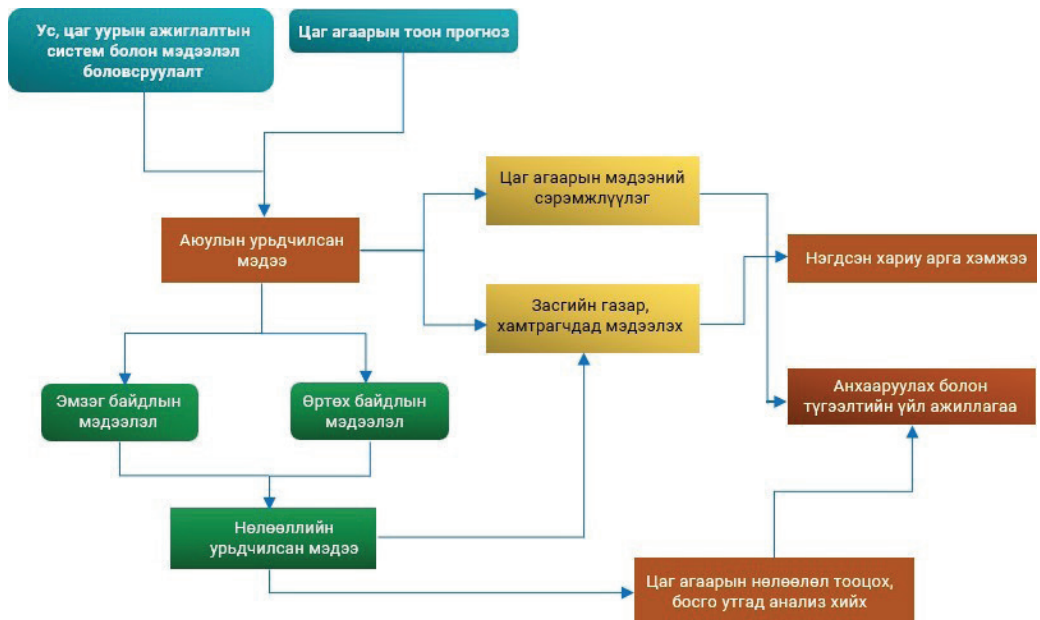 Ус, цаг уурын ажиглалтын
систем болон мэдээлэл
боловсруулалт
Цаг агаарын тоон прогноз
Цаг агаарын мэдээний
сэрэмжлүүлэг
Аюулын урьдчилсан
мэдээ
Нэгдсэн хариу арга хэмжээ
Засгийн газар,
хамтрагчдад мэдээлэх
Эмзэг байдлын
мэдээлэл
Өртөх байдлын
мэдээлэл
Анхааруулах болон
түгээлтийн үйл ажиллагаа
Нөлөөллийн
урьдчилсан мэдээ
Цаг агаарын нөлөөлөл тооцох,
босго утгад анализ хийх